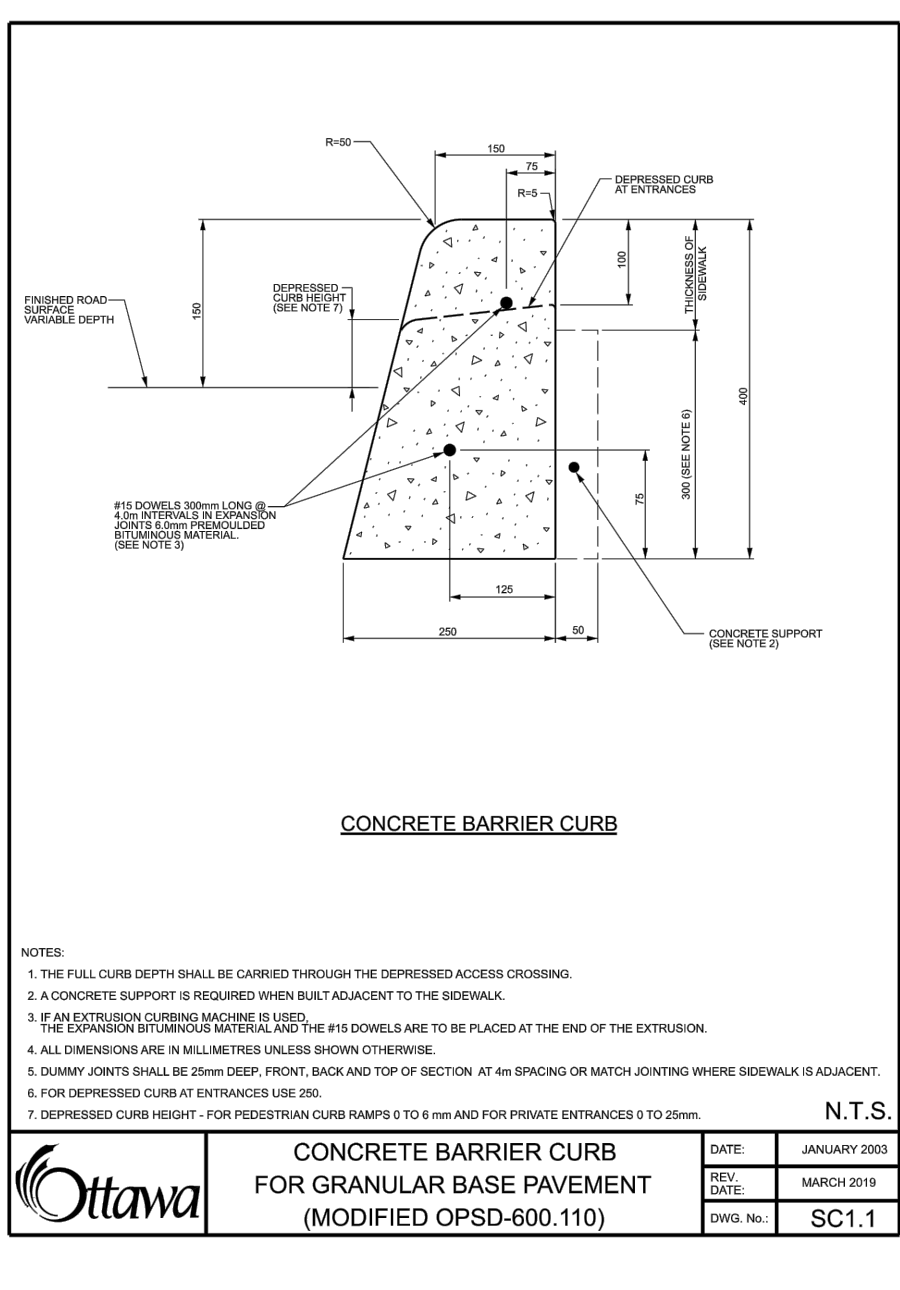 R=50
150
75
R=5
DEPRESSED CURB
AT ENTRANCES
DEPRESSED
CURB HEIGHT
(SEE NOTE 7)
100
THICKNESS OF
SIDEWALK
FINISHED ROAD
SURFACE
VARIABLE DEPTH
150
400
300 (SEE NOTE 6)
75
#15 DOWELS 300mm LONG @
4.0m INTERVALS IN EXPANSION
JOINTS 6.0mm PREMOULDED
BITUMINOUS MATERIAL.
(SEE NOTE 3)
125
250
50
CONCRETE SUPPORT
(SEE NOTE 2)
CONCRETE BARRIER CURB
NOTES:
1. THE FULL CURB DEPTH SHALL BE CARRIED THROUGH THE DEPRESSED ACCESS CROSSING.
2. A CONCRETE SUPPORT IS REQUIRED WHEN BUILT ADJACENT TO THE SIDEWALK.
3. IF AN EXTRUSION CURBING MACHINE IS USED,
THE EXPANSION BITUMINOUS MATERIAL AND THE #15 DOWELS ARE TO BE PLACED AT THE END OF THE EXTRUSION.
4. ALL DIMENSIONS ARE IN MILLIMETRES UNLESS SHOWN OTHERWISE.
5. DUMMY JOINTS SHALL BE 25mm DEEP, FRONT, BACK AND TOP OF SECTION AT 4m SPACING OR MATCH JOINTING WHERE SIDEWALK IS ADJACENT.
6. FOR DEPRESSED CURB AT ENTRANCES USE 250.
7. DEPRESSED CURB HEIGHT - FOR PEDESTRIAN CURB RAMPS 0 TO 6 mm AND FOR PRIVATE ENTRANCES 0 TO 25mm.
N.T.S.
Ottawa
CONCRETE BARRIER CURB
FOR GRANULAR BASE PAVEMENT
(MODIFIED OPSD-600.110)
DATE:
JANUARY 2003
REV.
DATE:
MARCH 2019
DWG. No.:
SC1.1